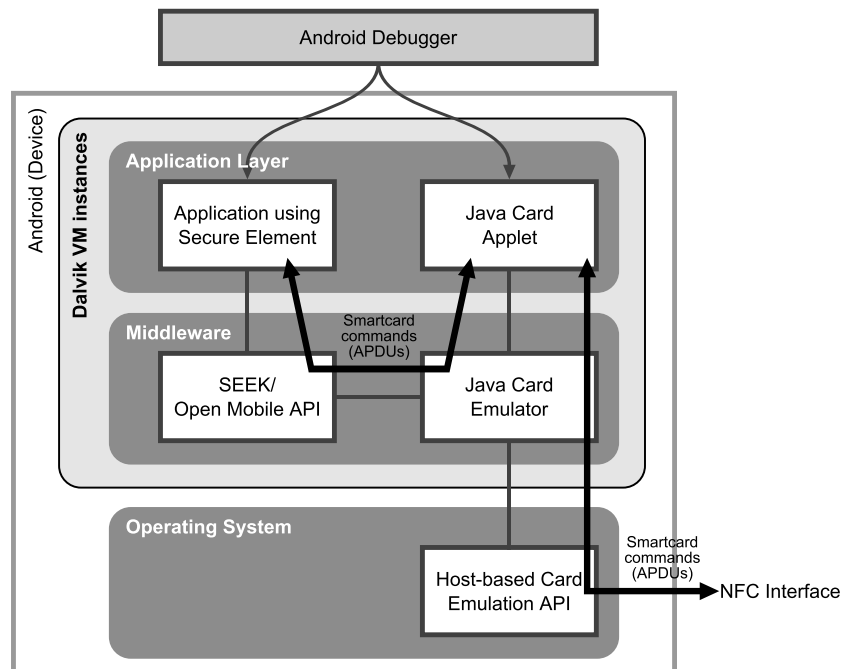 Android Debugger
Android (Device)
Dalvik VM instances
Application Layer
Application using
Secure Element
Java Card
Applet
Smartcard
commands
(APDUs)
Middleware
SEEK/
Open Mobile API
Java Card
Emulator
Operating System
Host-based Card
Emulation API
Smartcard
commands
(APDUs)
NFC Interface